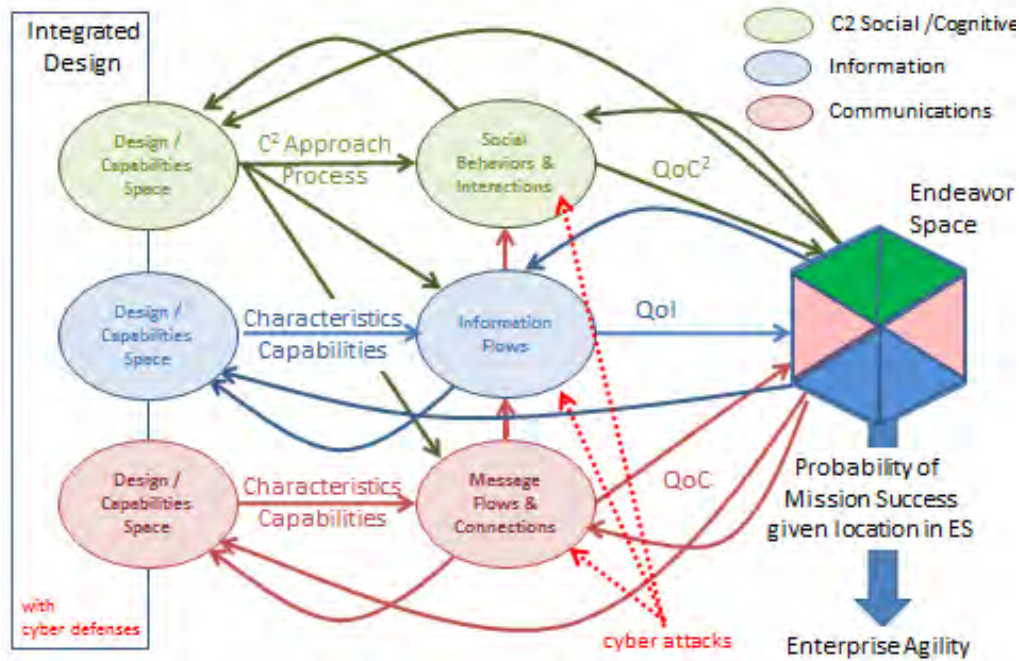 Integrated
Design
C2 Social /Cognitive
Information
Communications
Design /
Capabilities
Space
C² Approach
Process
Social
Behaviors &
Interactions
QoC²
Endeavor
Space
Design /
Capabilities
Space
Characteristics
Capabilities
Information
Flows
QoI
Design /
Capabilities
Space
Characteristics
Capabilities
Message
Flows &
Connections
QoC
Probability of
Mission Success
given location in ES
with
cyber defenses
cyber attacks
Enterprise Agility